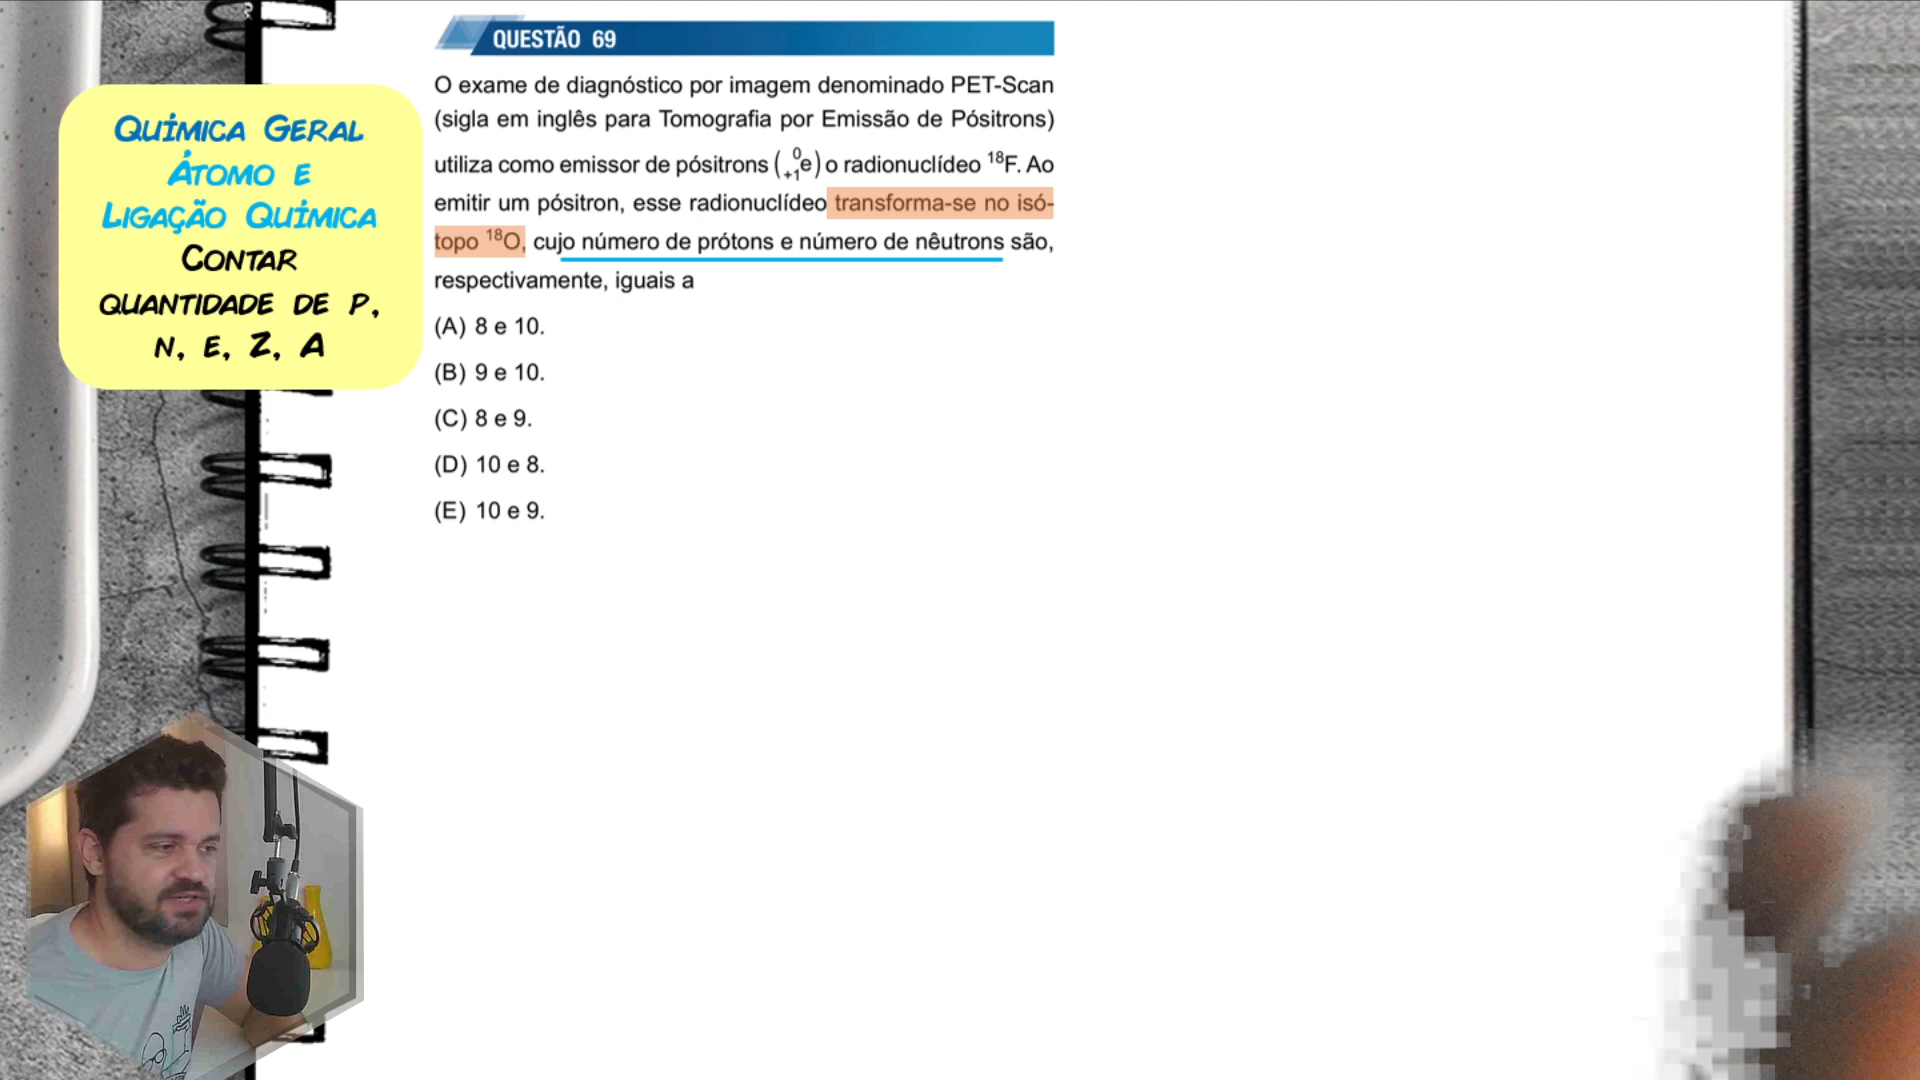 QUÍMICA GERAL
ÁTOMO E
LIGAÇÃO QUÍMICA
CONTAR
QUANTIDADE DE P,
N, E, Z, A
QUESTÃO 69
O exame de diagnóstico por imagem denominado PET-Scan
(sigla em inglês para Tomografia por Emissão de Pósitrons)
utiliza como emissor de pósitrons (⁰₊₁e) o radionuclídeo ¹⁸F. Ao
emitir um pósitron, esse radionuclídeo transforma-se no isó-
topo ¹⁸O, cujo número de prótons e número de nêutrons são,
respectivamente, iguais a
(A) 8 e 10.
(B) 9 e 10.
(C) 8 e 9.
(D) 10 e 8.
(E) 10 e 9.